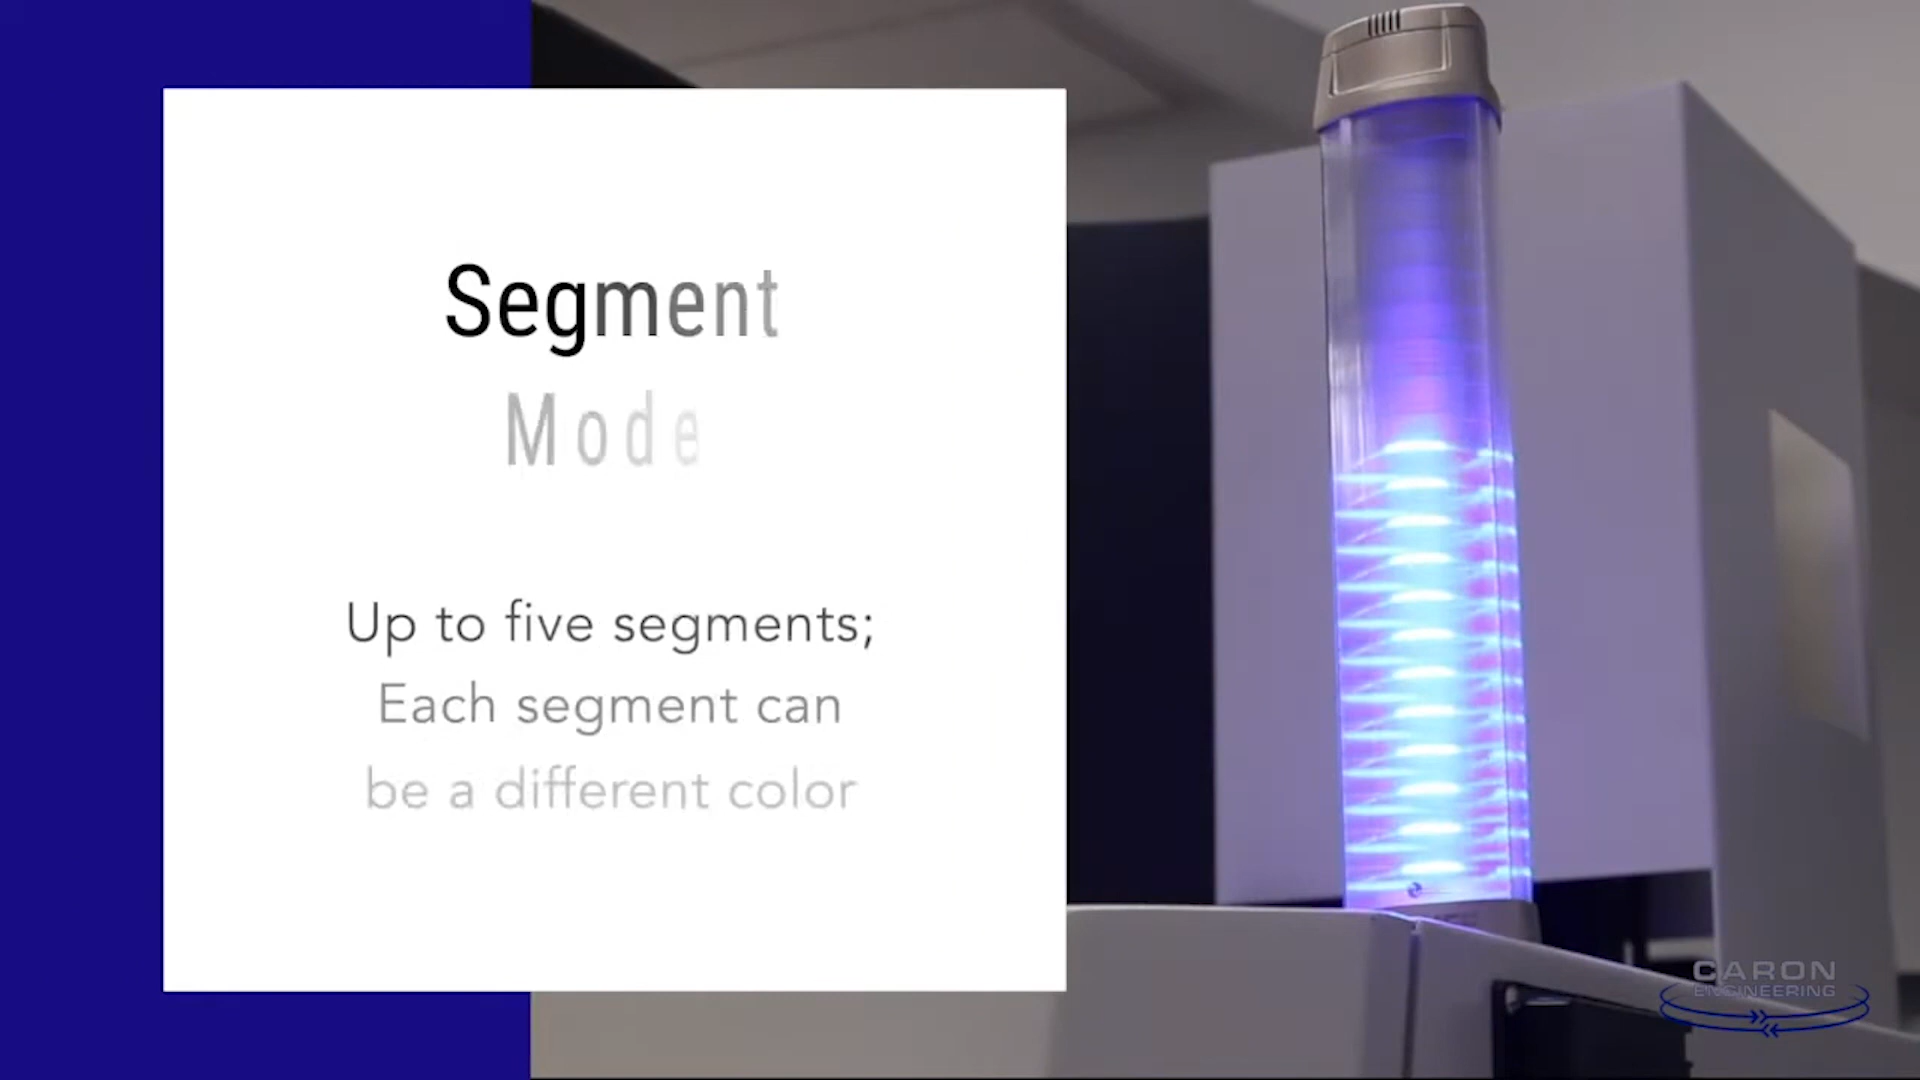 Segment
Mode
Up to five segments;
Each segment can
be a different color
CARON
ENGINEERING